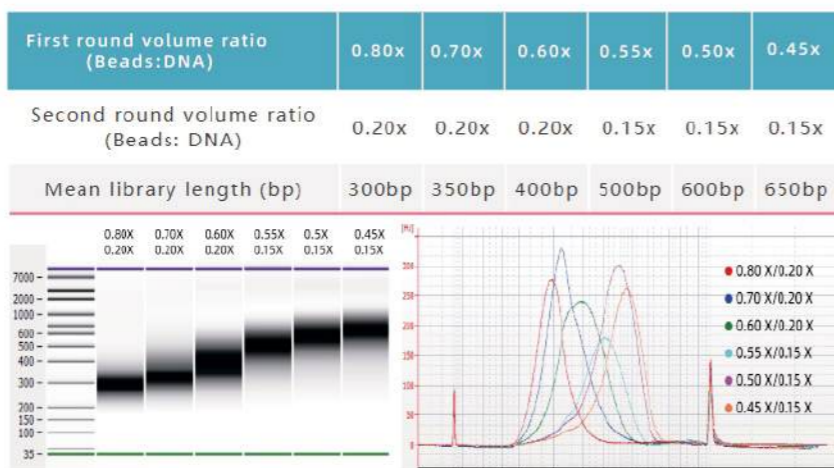 First round volume ratio
(Beads:DNA)
0.80x 0.70x 0.60x 0.55x 0.50x 0.45x
Second round volume ratio
(Beads: DNA)
0.20x 0.20x 0.20x 0.15x 0.15x 0.15x
Mean library length (bp) 300bp 350bp 400bp 500bp 600bp 650bp
0.80X 0.70X 0.60X 0.55X 0.5X 0.45X
0.20X 0.20X 0.20X 0.15X 0.15X 0.15X
7000
2000
1000
600
500
400
300
200
150
100
35
300
250
200
150
100
50
0
0.80 X/0.20 X
0.70 X/0.20 X
0.60 X/0.20 X
0.55 X/0.15 X
0.50 X/0.15 X
0.45 X/0.15 X